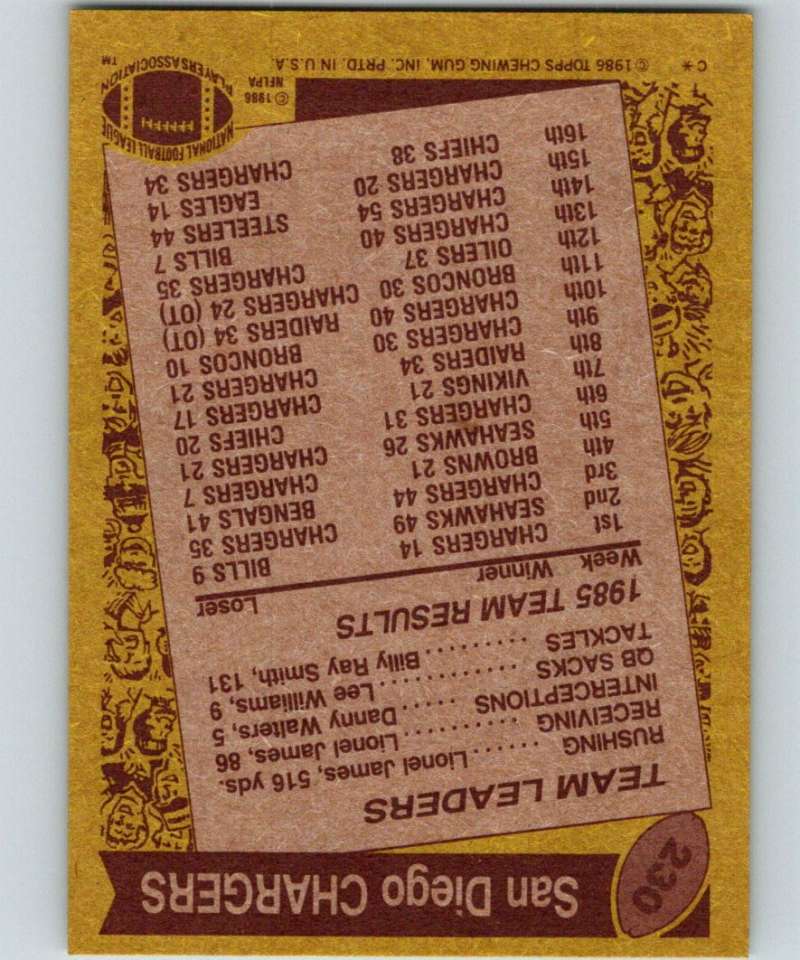 230
San Diego CHARGERS
TEAM LEADERS
RUSHING ...... Lionel James, 516 yds.
RECEIVING .......... Lionel James, 86
INTERCEPTIONS ..... Danny Walters, 5
QB SACKS ............ Lee Williams, 9
TACKLES ......... Billy Ray Smith, 131
1985 TEAM RESULTS
Week Winner Loser
1st CHARGERS 14 BILLS 9
2nd SEAHAWKS 49 CHARGERS 35
3rd CHARGERS 44 BENGALS 41
4th BROWNS 21 CHARGERS 7
5th SEAHAWKS 26 CHARGERS 21
6th CHARGERS 31 CHIEFS 20
7th VIKINGS 21 CHARGERS 17
8th RAIDERS 34 CHARGERS 21
9th CHARGERS 30 BRONCOS 10
10th CHARGERS 40 RAIDERS 34 (OT)
11th BRONCOS 30 CHARGERS 24 (OT)
12th OILERS 37 CHARGERS 35
13th CHARGERS 40 BILLS 7
14th CHARGERS 54 STEELERS 44
15th CHARGERS 20 EAGLES 14
16th CHIEFS 38 CHARGERS 34
NATIONAL FOOTBALL LEAGUE
PLAYERS ASSOCIATION
™
© 1986
NFLPA
C* © 1986 TOPPS CHEWING GUM, INC. PRTD. IN U.S.A.